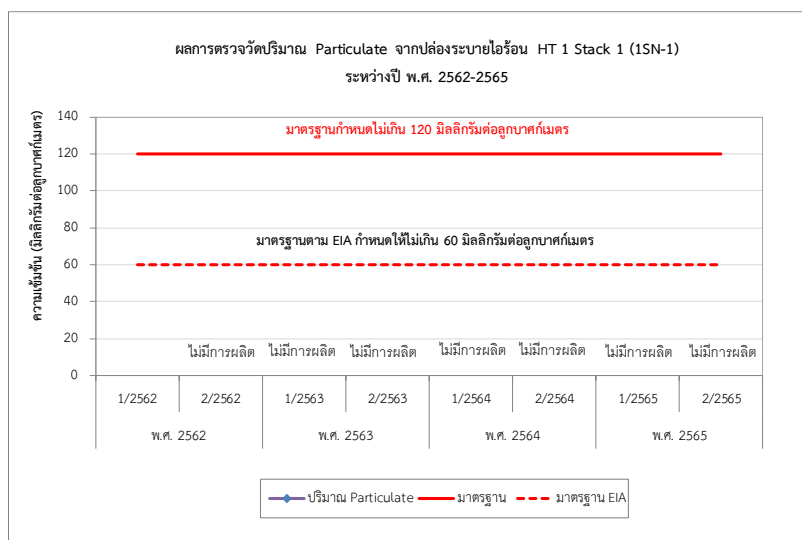 ผลการตรวจวัดปริมาณ Particulate จากปล่องระบายไอร้อน HT 1 Stack 1 (1SN-1)
ระหว่างปี พ.ศ. 2562-2565
ความเข้มข้น (มิลลิกรัมต่อลูกบาศก์เมตร)
140
120
100
80
60
40
20
0
มาตรฐานกำหนดไม่เกิน 120 มิลลิกรัมต่อลูกบาศก์เมตร
มาตรฐานตาม EIA กำหนดให้ไม่เกิน 60 มิลลิกรัมต่อลูกบาศก์เมตร
ไม่มีการผลิต ไม่มีการผลิต ไม่มีการผลิต ไม่มีการผลิต ไม่มีการผลิต ไม่มีการผลิต ไม่มีการผลิต
1/2562 2/2562 1/2563 2/2563 1/2564 2/2564 1/2565 2/2565
พ.ศ. 2562 พ.ศ. 2563 พ.ศ. 2564 พ.ศ. 2565
ปริมาณ Particulate มาตรฐาน มาตรฐาน EIA